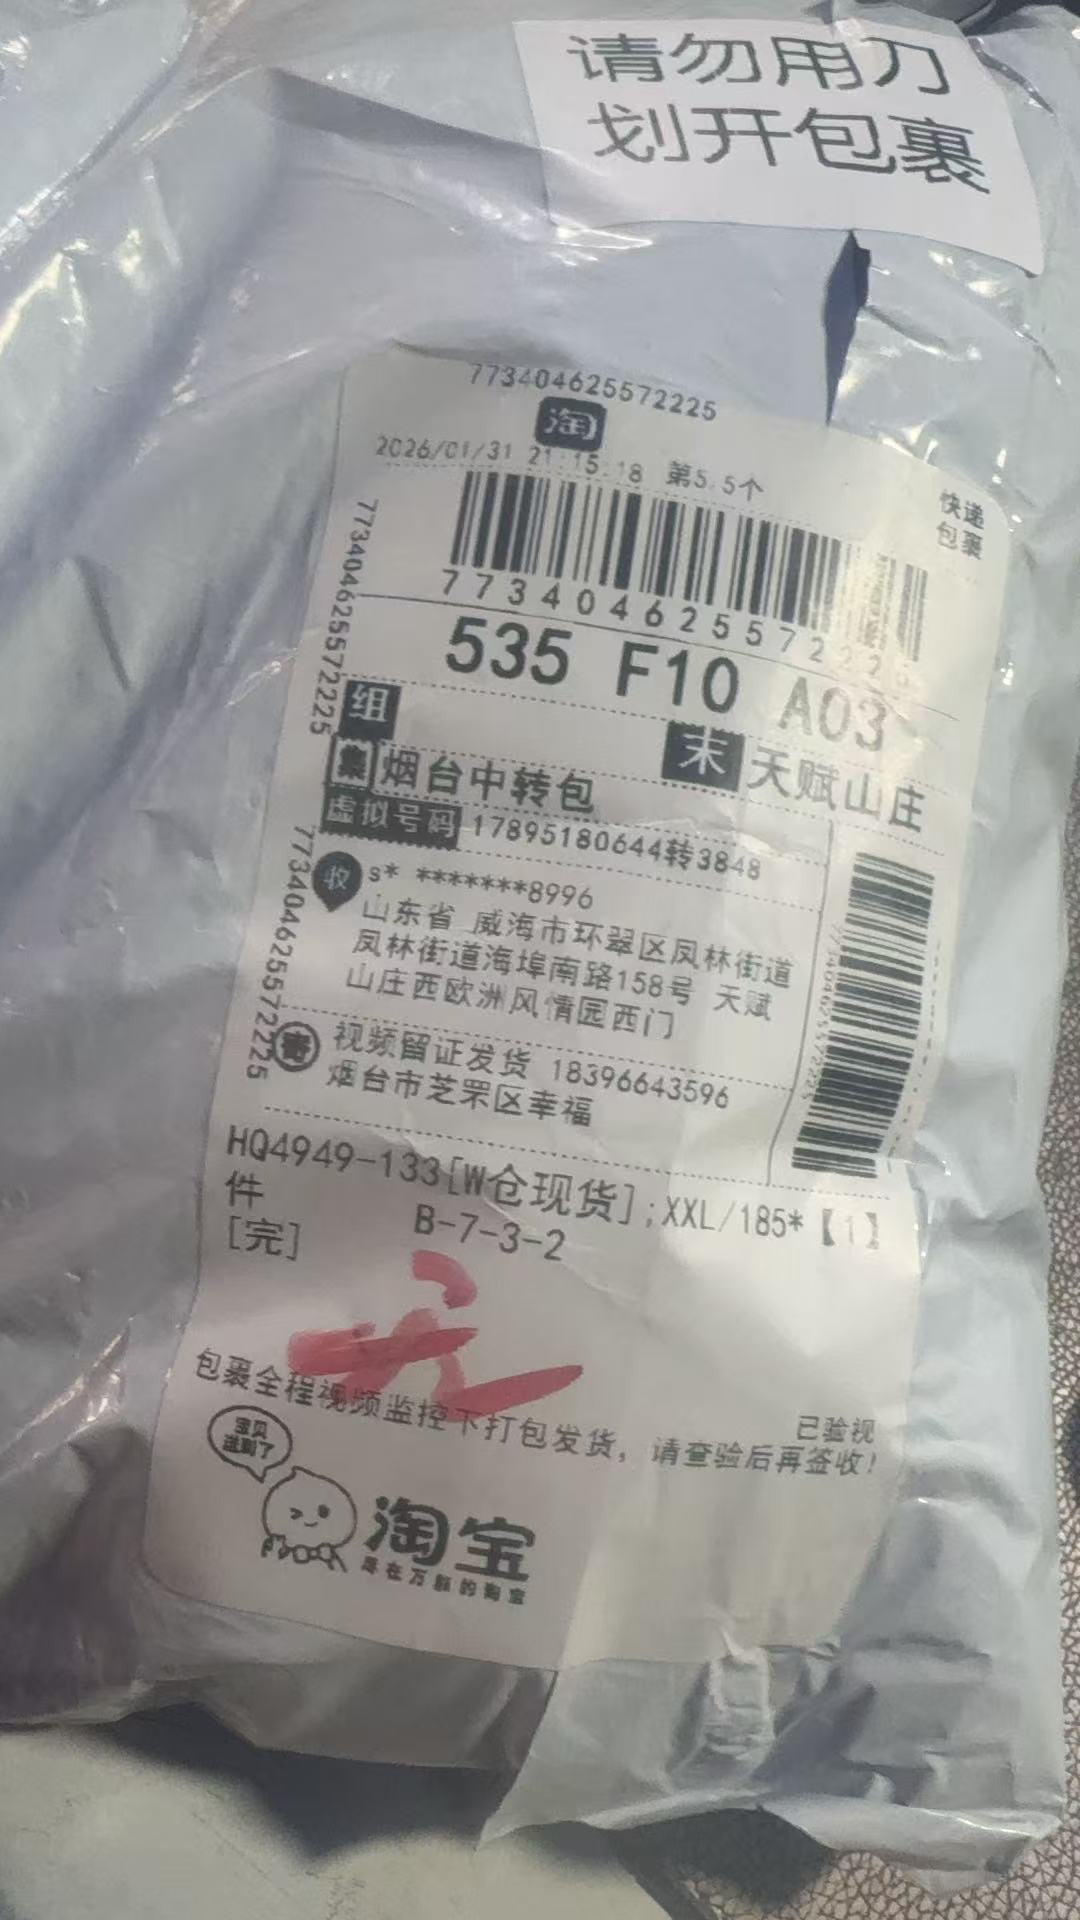 请勿用刀
划开包裹
773404625572225
淘
2026/01/31 21:15:18 第5.5个
快递
包裹
773404625572225
773404625572225
535 F10 A03
组
末 天赋山庄
集 烟台中转包
虚拟号码 17895180644转3848
773404625572225
收 s* *******8996
山东省 威海市环翠区凤林街道
凤林街道海埠南路158号 天赋
山庄西欧洲风情园西门
773404625572225
寄 视频留证发货 18396643596
烟台市芝罘区幸福
HQ4949-133[W仓现货];XXL/185*【1】
件
B-7-3-2
[完]
已验视
包裹全程视频监控下打包发货，请查验后再签收!
宝贝
送到了
淘宝